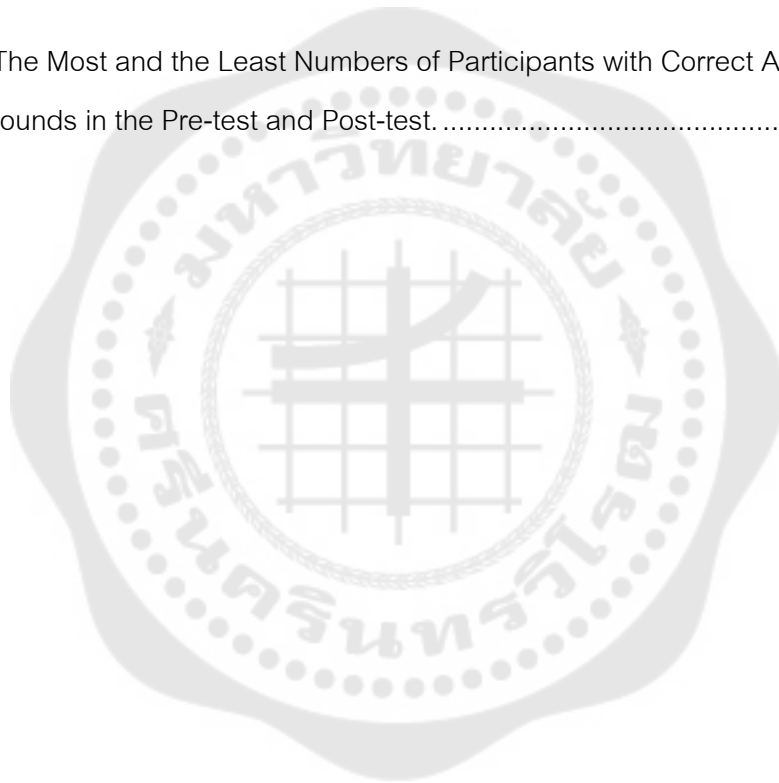 The Most and the Least Numbers of Participants with Correct A
ounds in the Pre-test and Post-test. ...........................................
มหาวิทยาลัย
ศรีนครินทรวิโรฒ